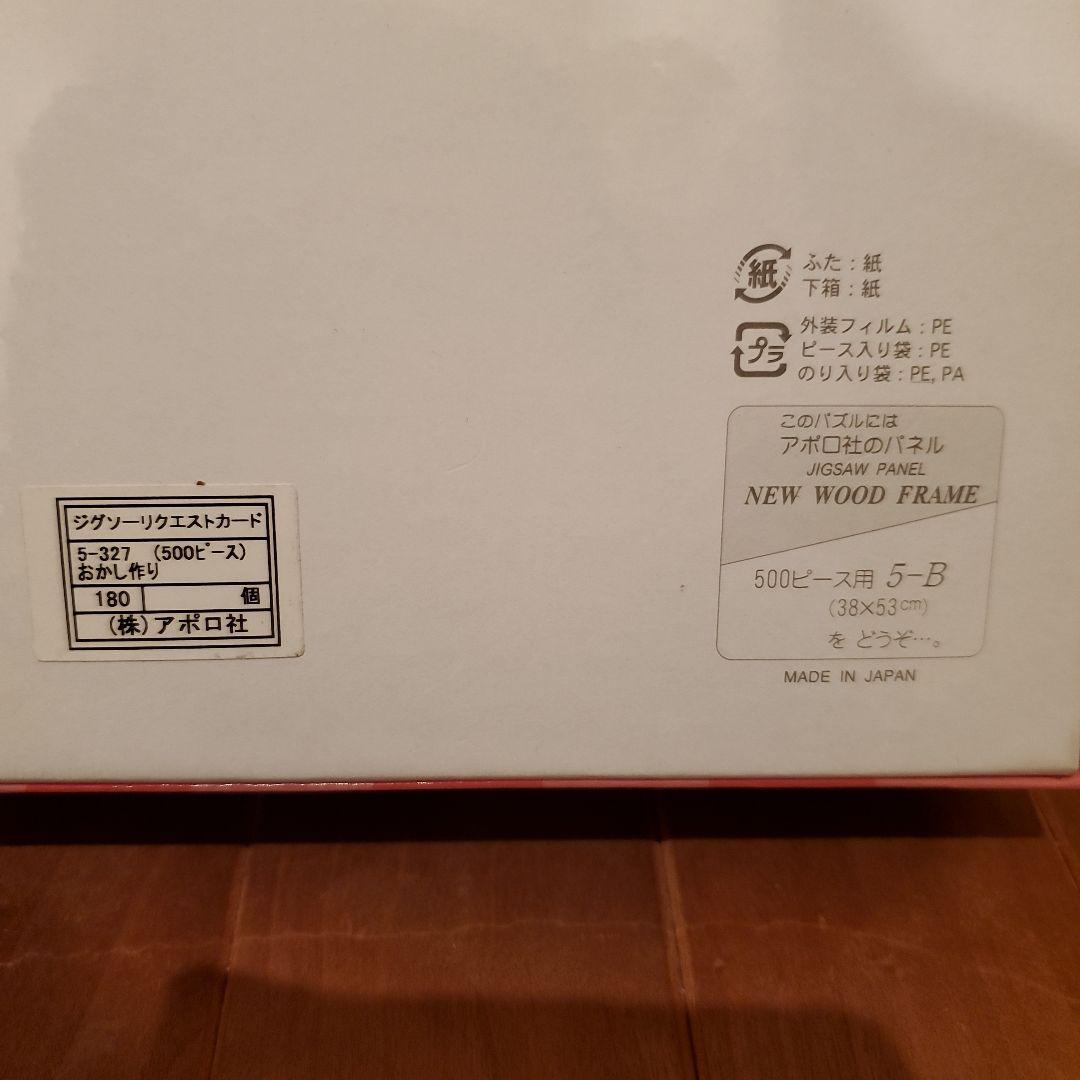 紙
ふた：紙
下箱：紙
プラ
外装フィルム：PE
ピース入り袋：PE
のり入り袋：PE, PA
このパズルには
アポロ社のパネル
JIGSAW PANEL
NEW WOOD FRAME
500ピース用 5-B
(38×53cm)
を どうぞ…。
MADE IN JAPAN
ジグソーリクエストカード
5-327 (500ﾋﾟｰｽ)
おかし作り
180 個
(株)アポロ社